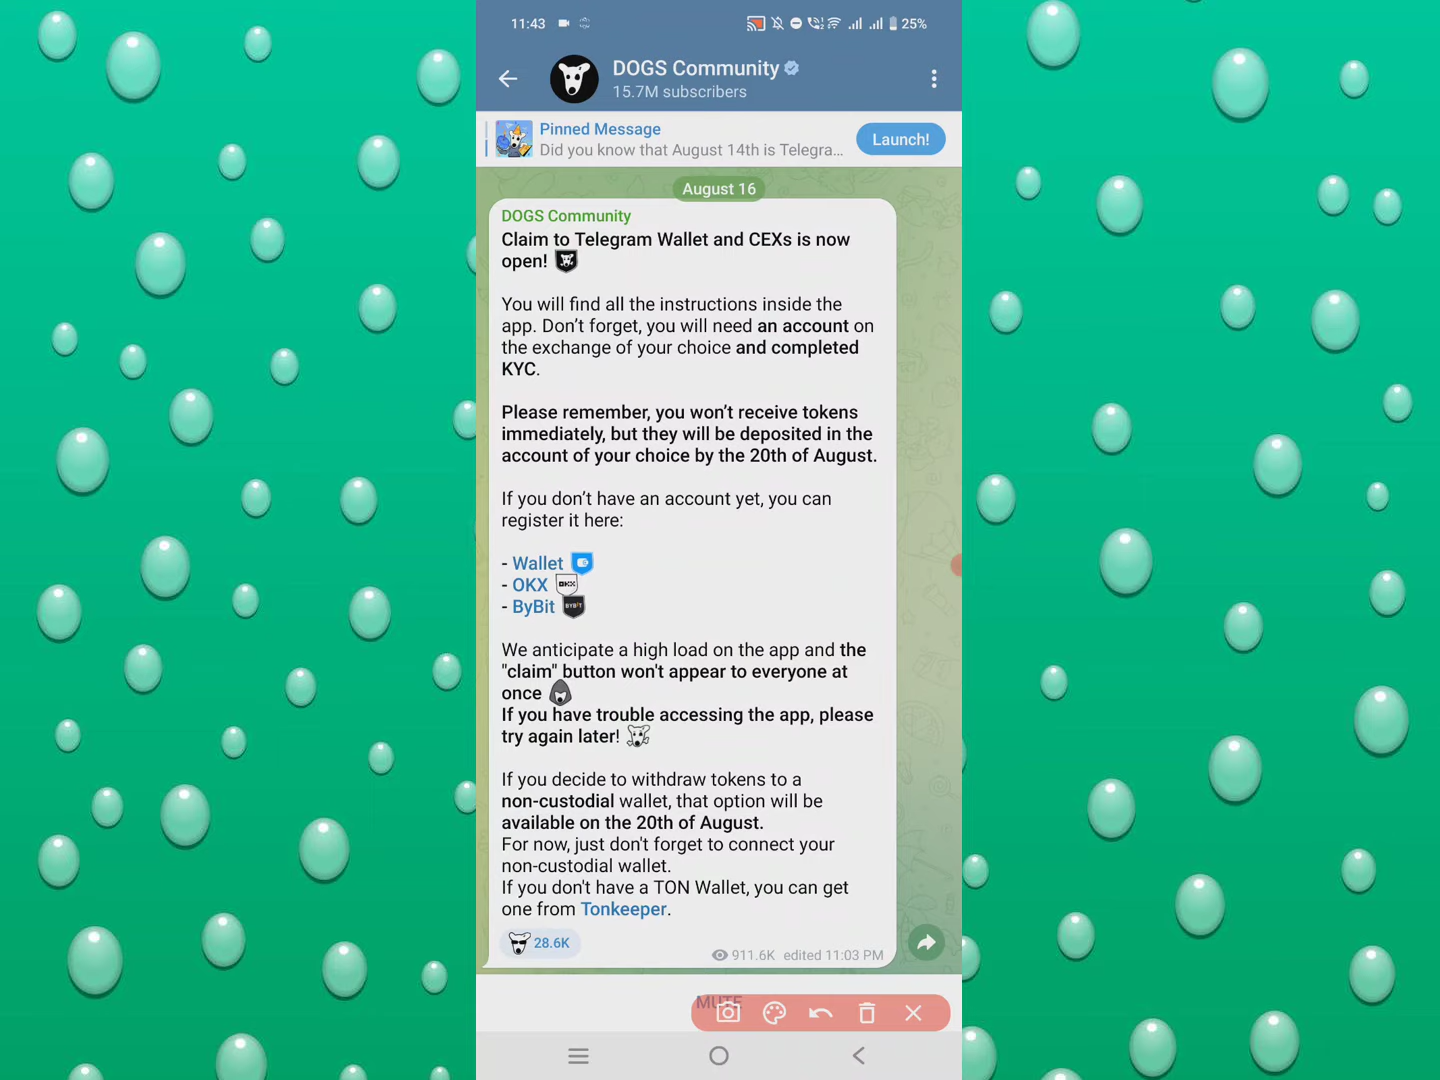 11:43
25%
DOGS Community
15.7M subscribers
Pinned Message
Did you know that August 14th is Telegra...
Launch!
August 16
DOGS Community
Claim to Telegram Wallet and CEXs is now
open!
You will find all the instructions inside the
app. Don’t forget, you will need an account on
the exchange of your choice and completed
KYC.
Please remember, you won’t receive tokens
immediately, but they will be deposited in the
account of your choice by the 20th of August.
If you don’t have an account yet, you can
register it here:
- Wallet
- OKX OKX
- ByBit BYBIT
We anticipate a high load on the app and the
"claim" button won't appear to everyone at
once
If you have trouble accessing the app, please
try again later!
If you decide to withdraw tokens to a
non-custodial wallet, that option will be
available on the 20th of August.
For now, just don't forget to connect your
non-custodial wallet.
If you don't have a TON Wallet, you can get
one from Tonkeeper.
28.6K
911.6K edited 11:03 PM
MUTE